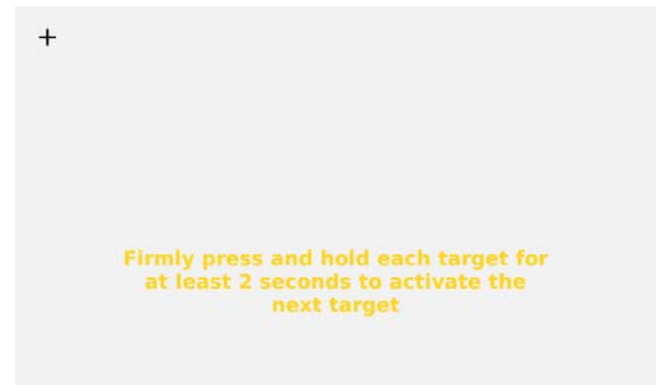 Firmly press and hold each target for
at least 2 seconds to activate the
next target